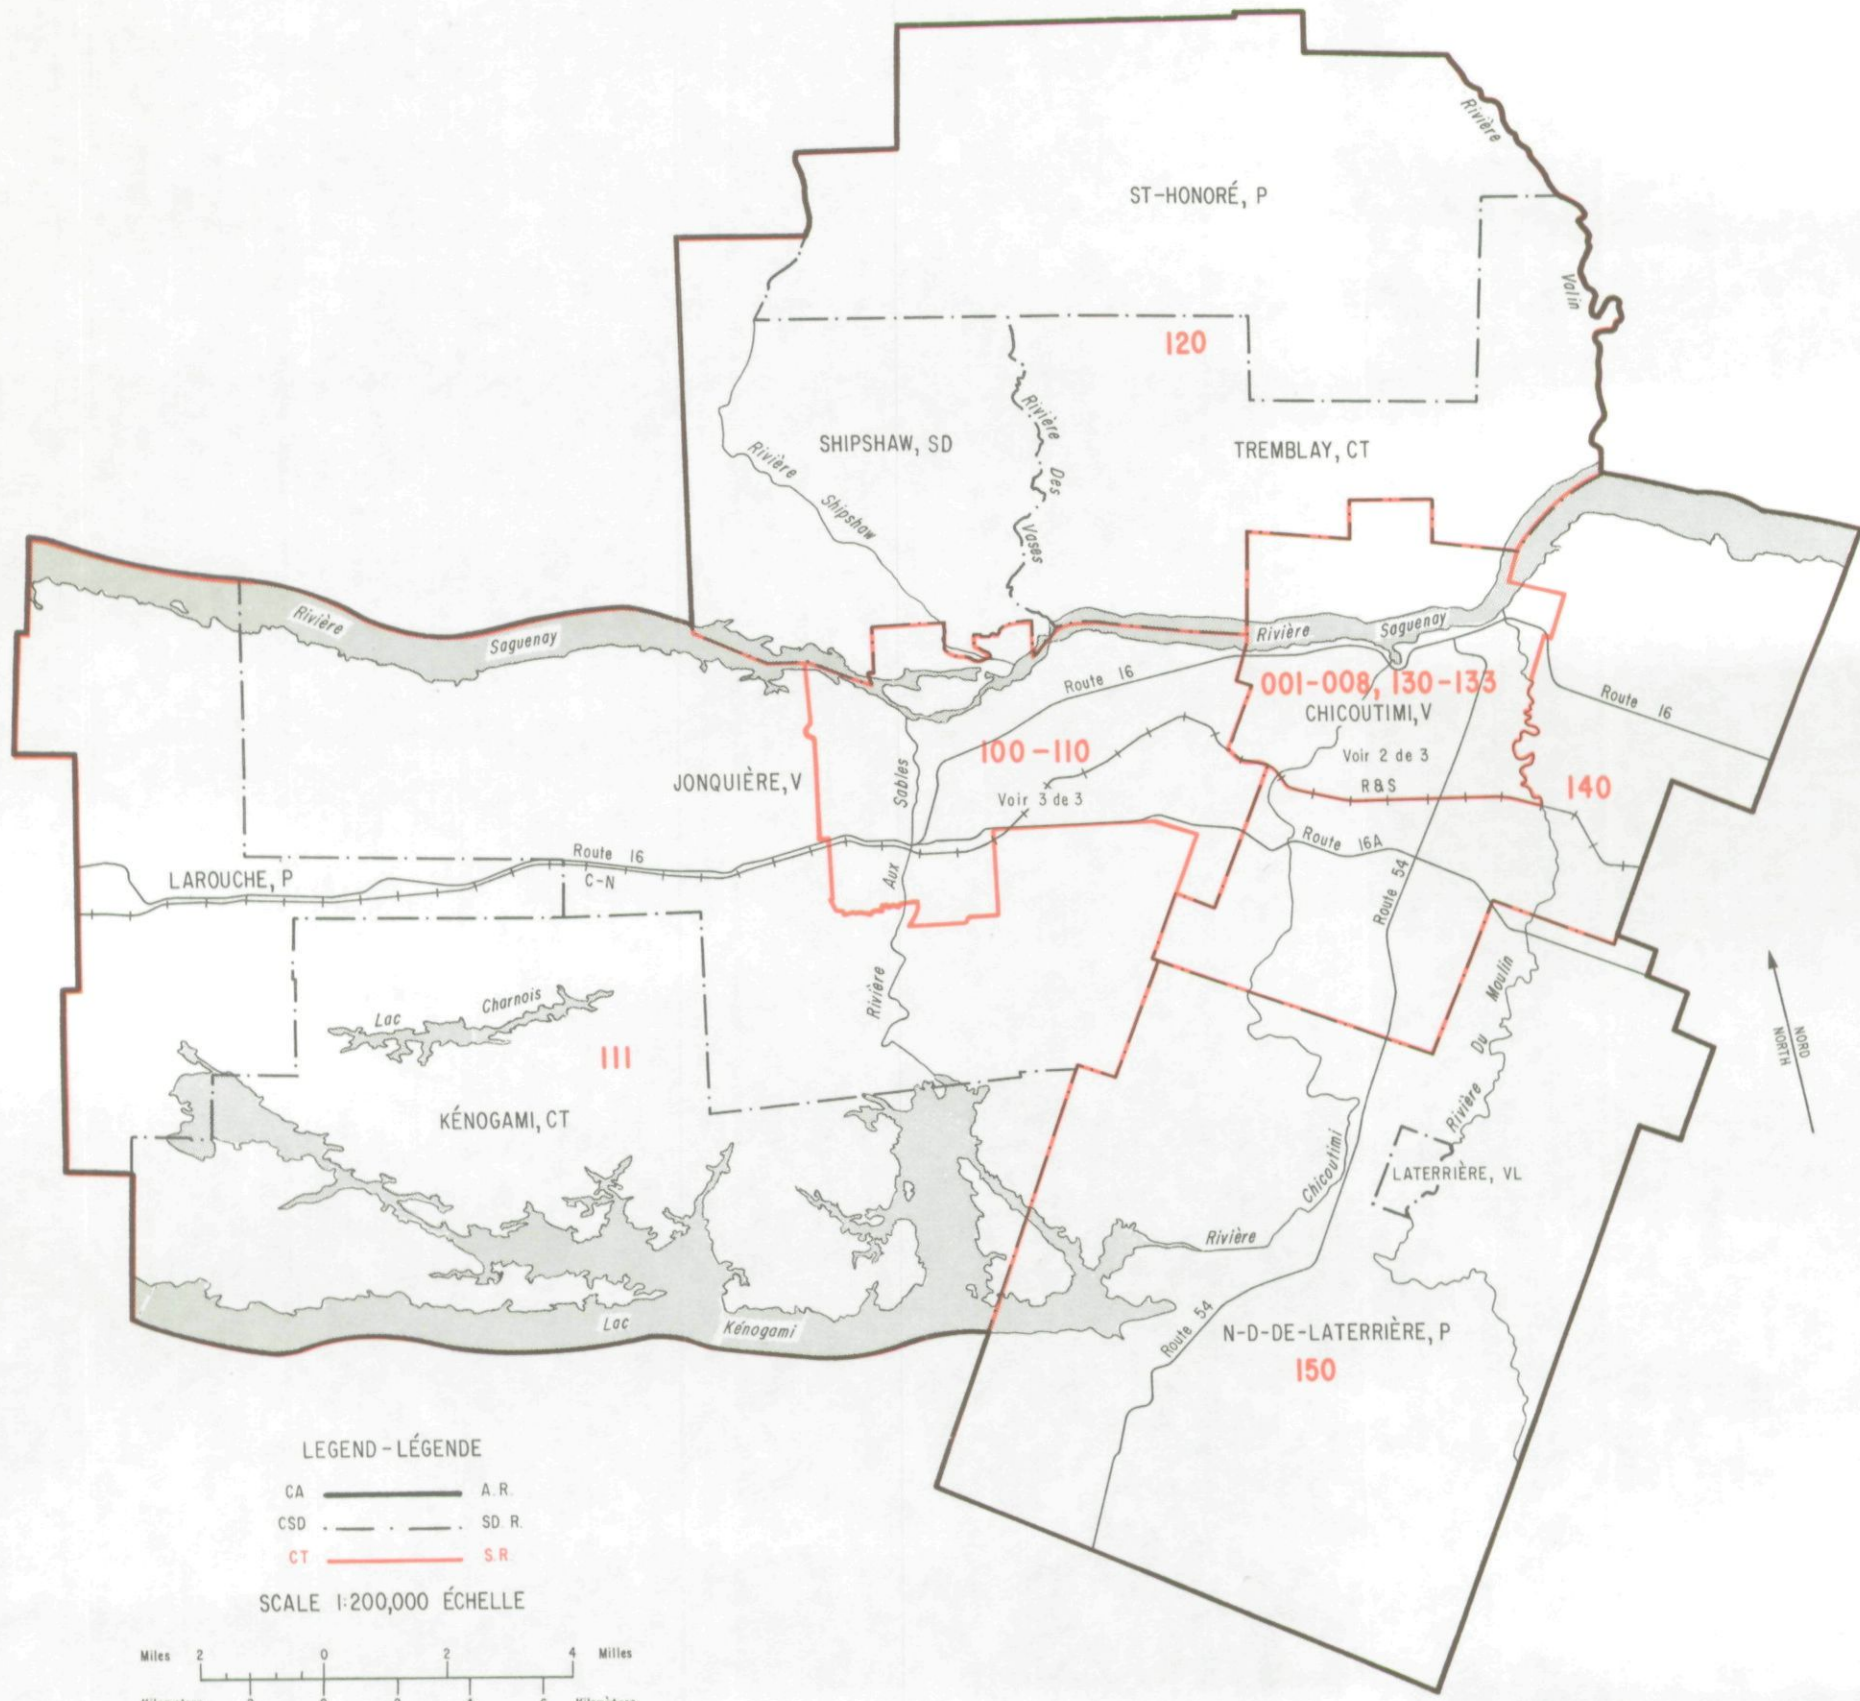 Rivière
ST-HONORÉ, P
Valin
120
Rivière
Des
Vases
SHIPSHAW, SD
TREMBLAY, CT
Rivière
Shipshaw
Rivière
Saguenay
Rivière
Saguenay
Route 16
001-008, 130-133
CHICOUTIMI, V
Route 16
Voir 2 de 3
100-110
JONQUIÈRE, V
Sables
R&S
140
Voir 3 de 3
Route 16A
Route 16
C-N
LAROUCHE, P
Aux
Route 54
Rivière
Moulin
Du
Rivière
Lac
Charnois
111
NORD
NORTH
KÉNOGAMI, CT
LATERRIÈRE, VL
Chicoutimi
Rivière
Lac
Kénogami
Route 54
N-D-DE-LATERRIÈRE, P
150
LEGEND-LÉGENDE
CA A.R.
CSD SD.R.
CT S.R.
SCALE 1:200,000 ÉCHELLE
Miles 2 0 2 4 Milles